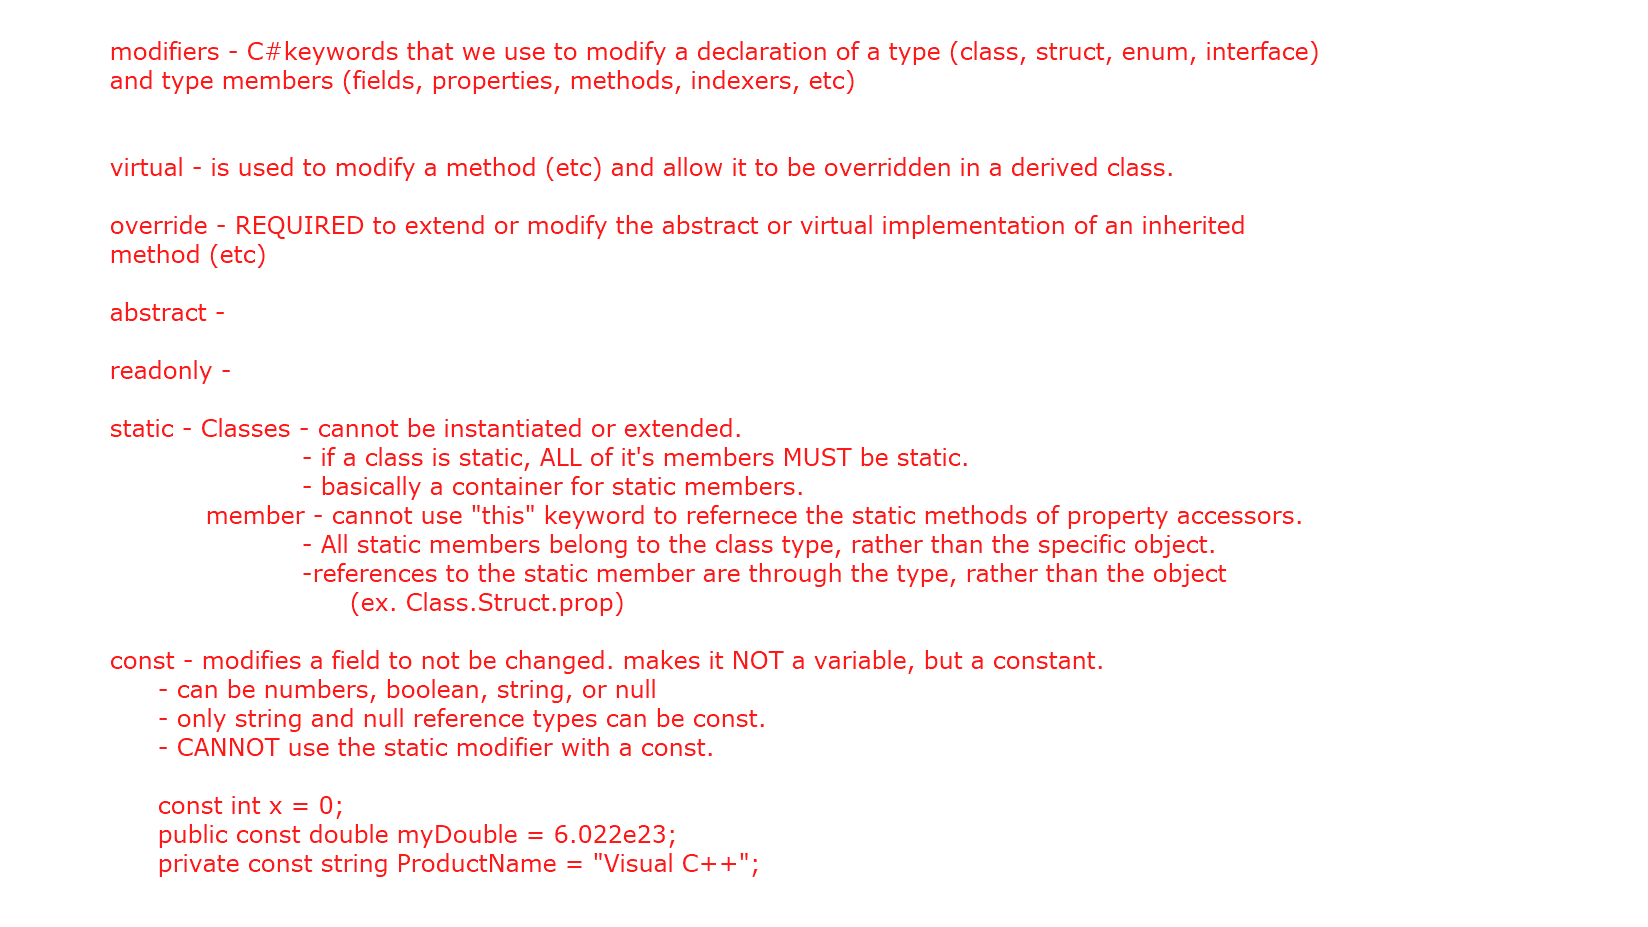 modifiers - C#keywords that we use to modify a declaration of a type (class, struct, enum, interface)
and type members (fields, properties, methods, indexers, etc)
virtual - is used to modify a method (etc) and allow it to be overridden in a derived class.
override - REQUIRED to extend or modify the abstract or virtual implementation of an inherited
method (etc)
abstract -
readonly -
static - Classes - cannot be instantiated or extended.
- if a class is static, ALL of it's members MUST be static.
- basically a container for static members.
member - cannot use "this" keyword to refernece the static methods of property accessors.
- All static members belong to the class type, rather than the specific object.
-references to the static member are through the type, rather than the object
(ex. Class.Struct.prop)
const - modifies a field to not be changed. makes it NOT a variable, but a constant.
- can be numbers, boolean, string, or null
- only string and null reference types can be const.
- CANNOT use the static modifier with a const.
const int x = 0;
public const double myDouble = 6.022e23;
private const string ProductName = "Visual C++";